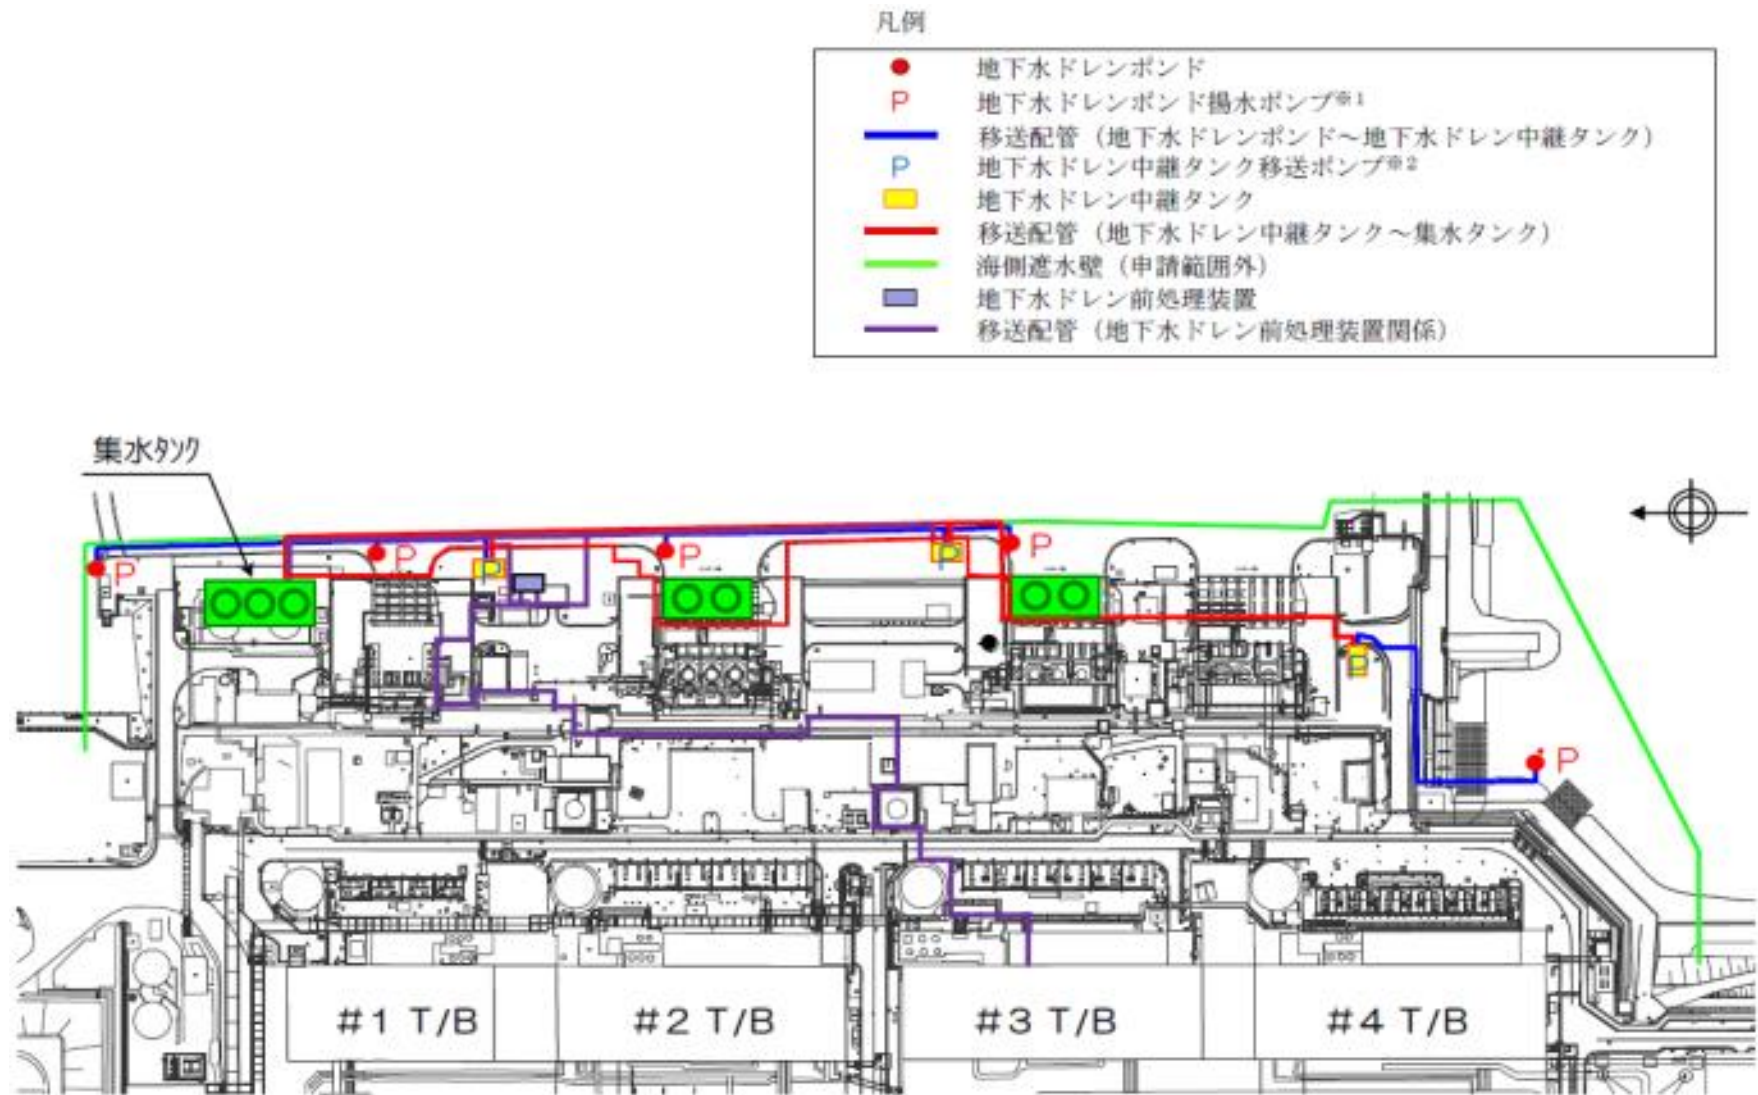 凡例
地下水ドレンポンド
P 地下水ドレンポンド揚水ポンプ※1
移送配管（地下水ドレンポンド～地下水ドレン中継タンク）
P 地下水ドレン中継タンク移送ポンプ※2
地下水ドレン中継タンク
移送配管（地下水ドレン中継タンク～集水タンク）
海側遮水壁（申請範囲外）
地下水ドレン前処理装置
移送配管（地下水ドレン前処理装置関係）
集水タンク
P
P
P
P
P
P
P
P
#1 T/B
#2 T/B
#3 T/B
#4 T/B